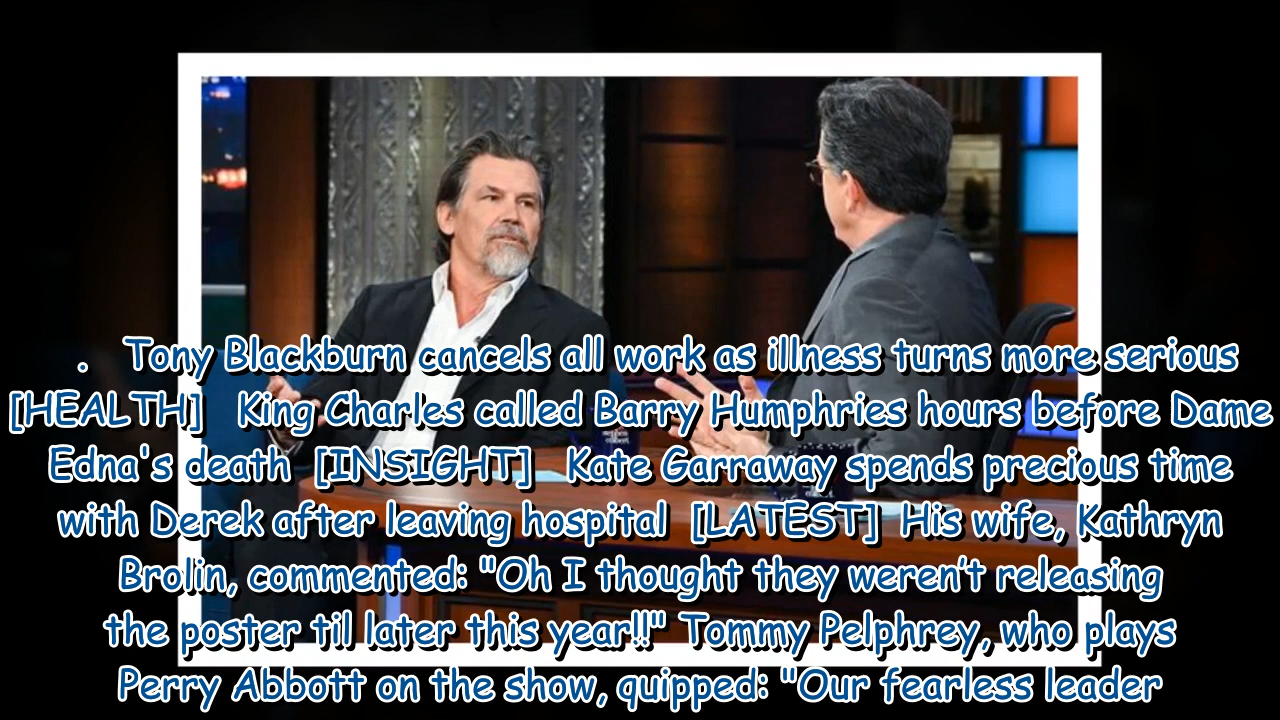 . Tony Blackburn cancels all work as illness turns more serious
[HEALTH] King Charles called Barry Humphries hours before Dame
Edna's death [INSIGHT] Kate Garraway spends precious time
with Derek after leaving hospital [LATEST] His wife, Kathryn
Brolin, commented: "Oh I thought they weren't releasing
the poster til later this year!!" Tommy Pelphrey, who plays
Perry Abbott on the show, quipped: "Our fearless leader